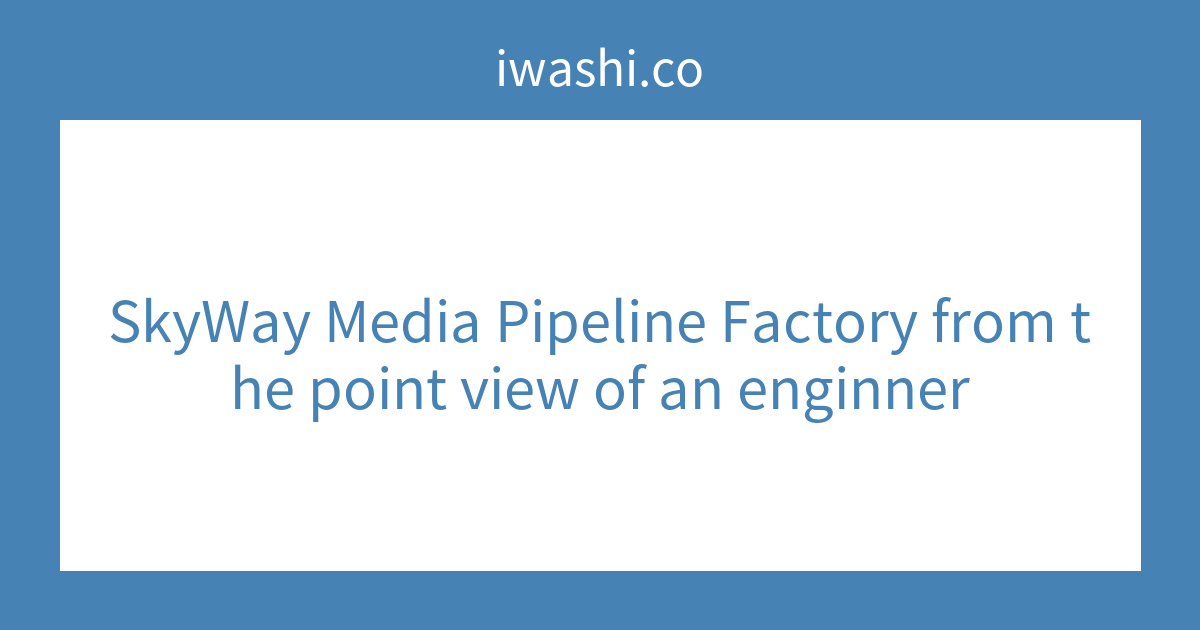 iwashi.co
SkyWay Media Pipeline Factory from t
he point view of an enginner